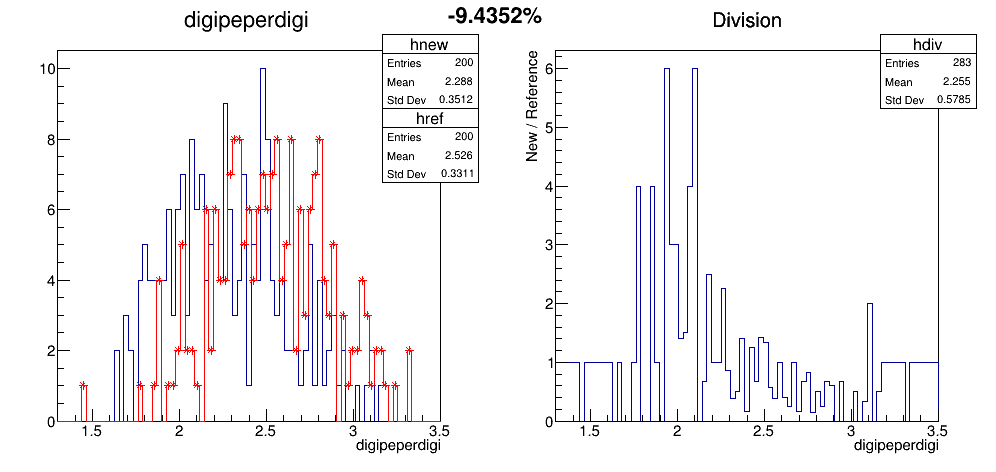 digipeperdigi
-9.4352%
Division
hnew
Entries 200
Mean 2.288
Std Dev 0.3512
href
Entries 200
Mean 2.526
Std Dev 0.3311
10
8
6
4
2
0
1.5 2 2.5 3 3.5
digipeperdigi
hdiv
Entries 283
Mean 2.255
Std Dev 0.5785
New / Reference
6
5
4
3
2
1
0
1.5 2 2.5 3 3.5
digipeperdigi